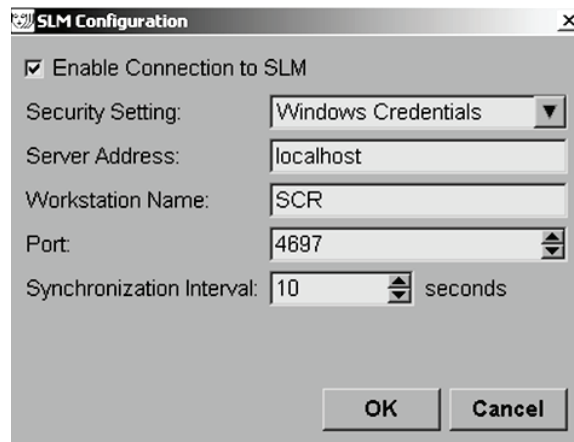 SLM Configuration
Enable Connection to SLM
Security Setting: Windows Credentials
Server Address: localhost
Workstation Name: SCR
Port: 4697
Synchronization Interval: 10 seconds
OK Cancel